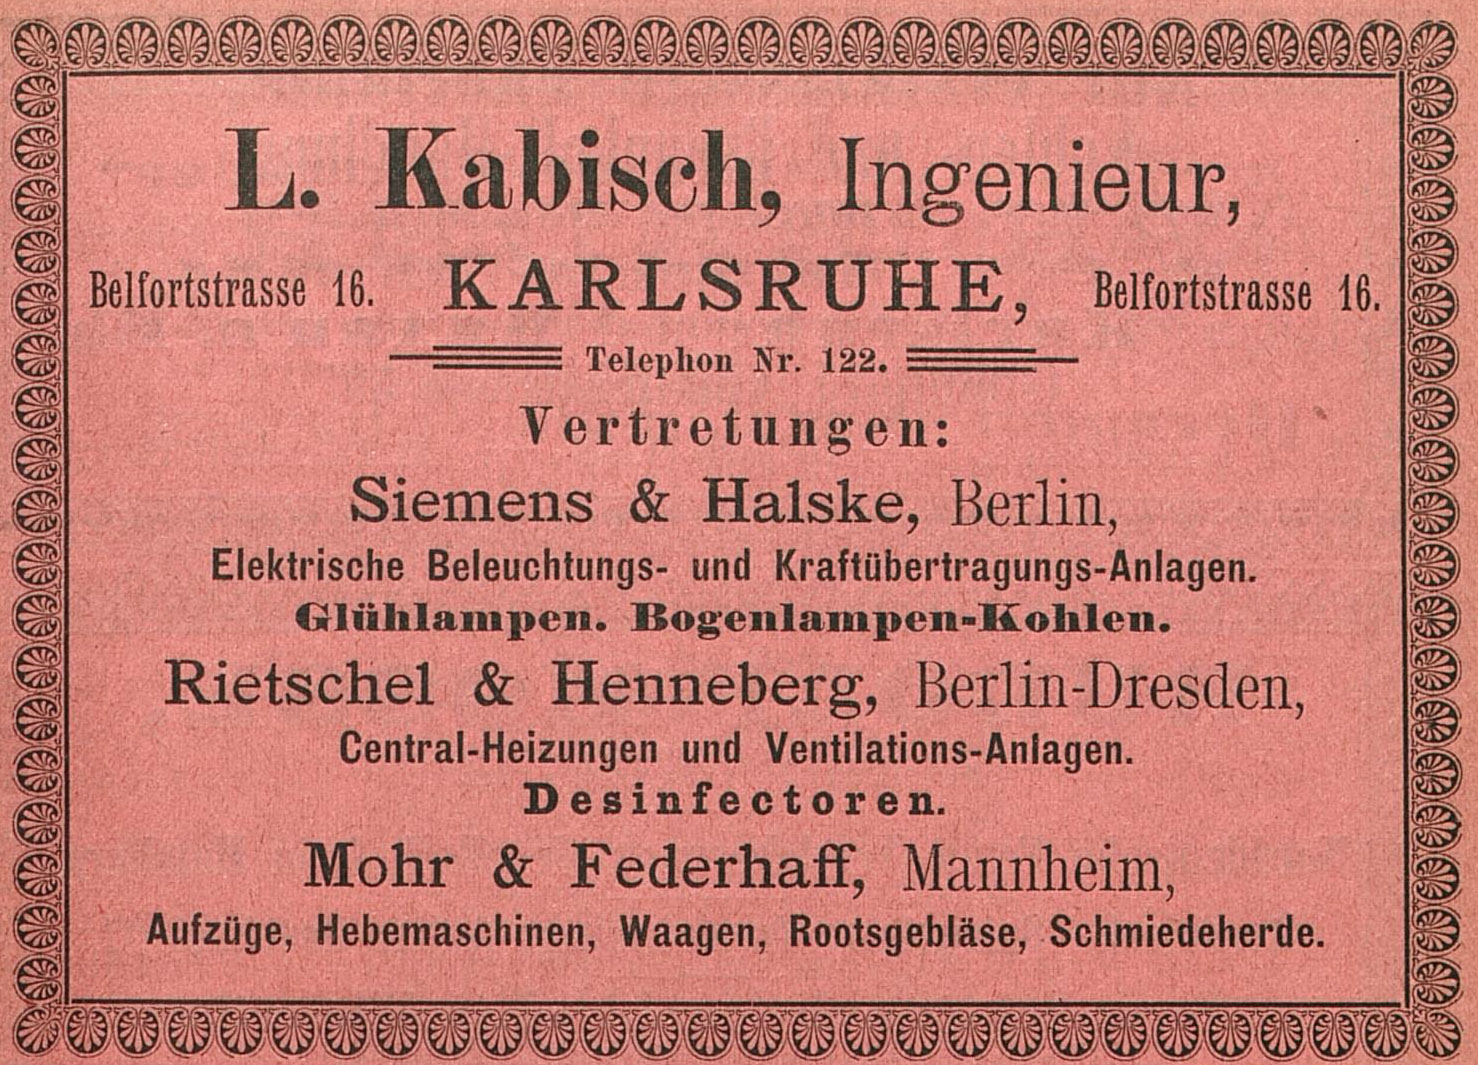 L. Kabisch, Ingenieur,
Belfortstrasse 16. KARLSRUHE, Belfortstrasse 16.
Telephon Nr. 122.
Vertretungen:
Siemens & Halske, Berlin,
Elektrische Beleuchtungs- und Kraftübertragungs-Anlagen.
Glühlampen. Bogenlampen-Kohlen.
Rietschel & Henneberg, Berlin-Dresden,
Central-Heizungen und Ventilations-Anlagen.
Desinfectoren.
Mohr & Federhaff, Mannheim,
Aufzüge, Hebemaschinen, Waagen, Rootsgebläse, Schmiedeherde.